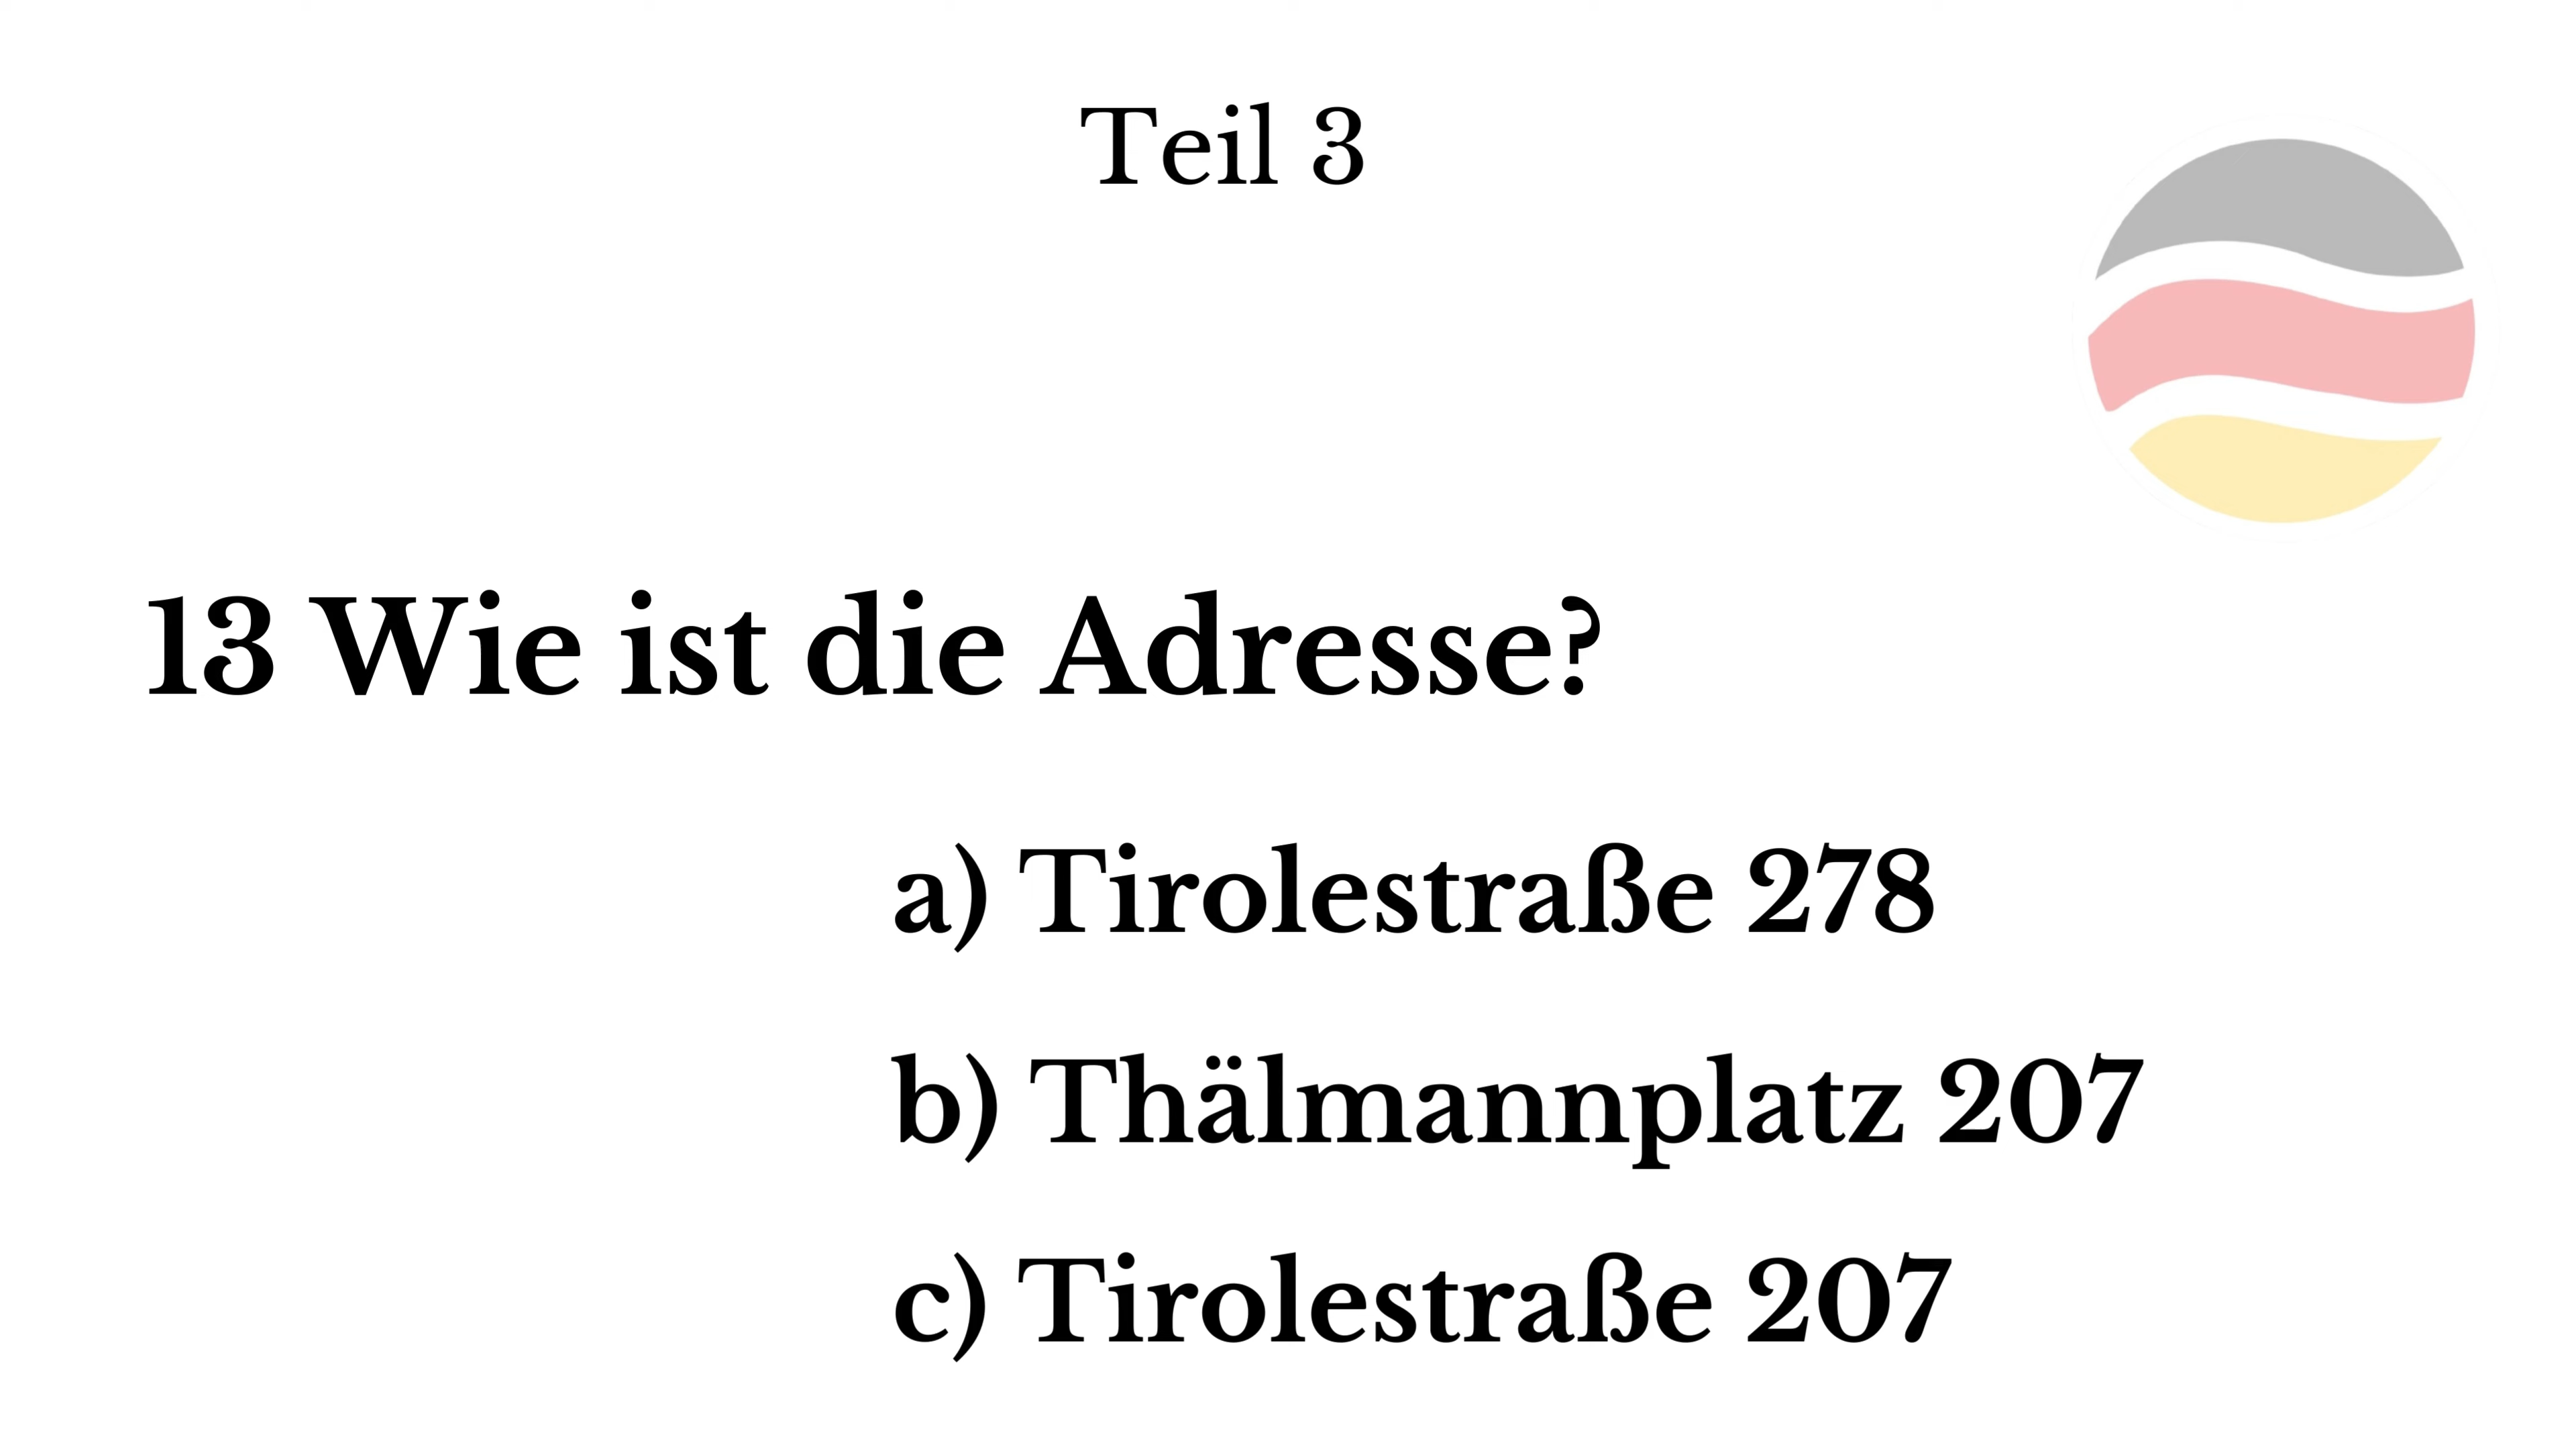 Teil 3
13 Wie ist die Adresse?
a) Tirolestraße 278
b) Thälmannplatz 207
c) Tirolestraße 207